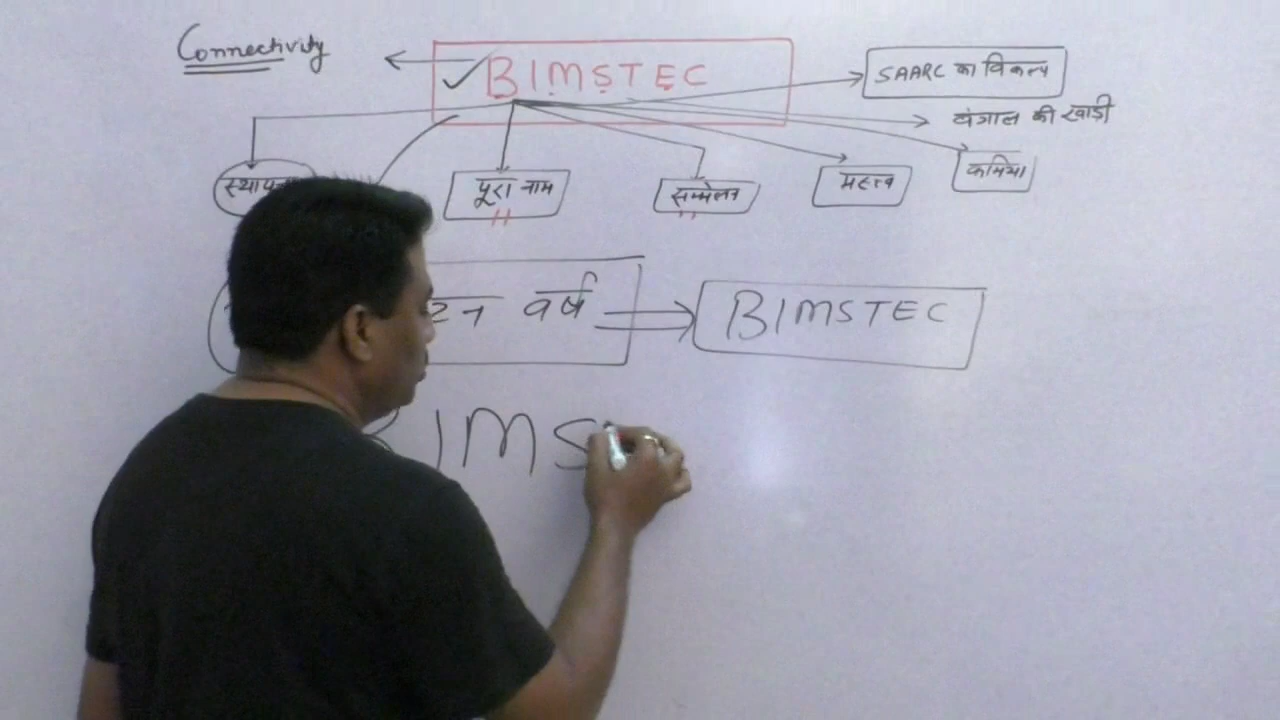 Connectivity
BIMSTEC
SAARC का विकल्प
बंगाल की खाड़ी
पूरा नाम
सम्मेलन
महत्व
कमिया
वर्ष
BIMSTEC
IMS